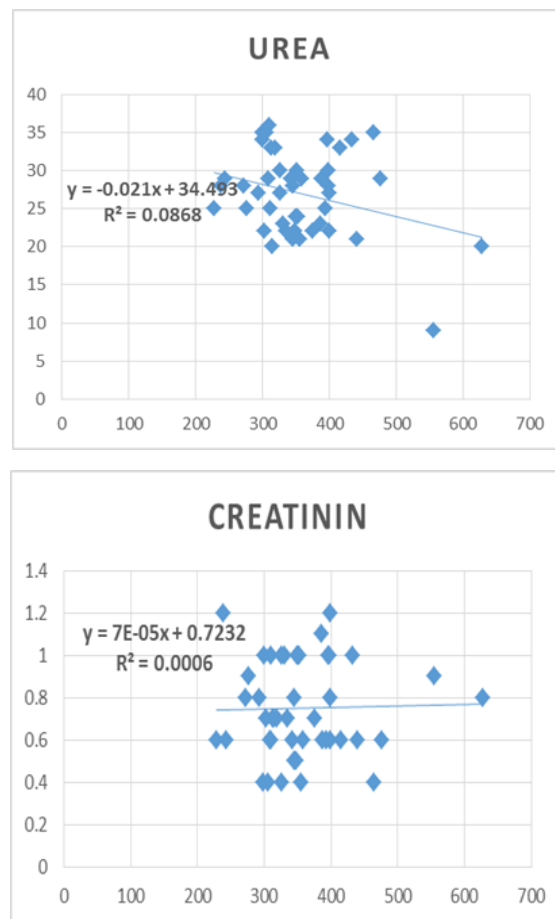 UREA
40
35
30
25
20
15
10
5
0
y = -0.021x + 34.493
R² = 0.0868
0 100 200 300 400 500 600 700
CREATININ
1.4
1.2
1
0.8
0.6
0.4
0.2
0
y = 7E-05x + 0.7232
R² = 0.0006
0 100 200 300 400 500 600 700